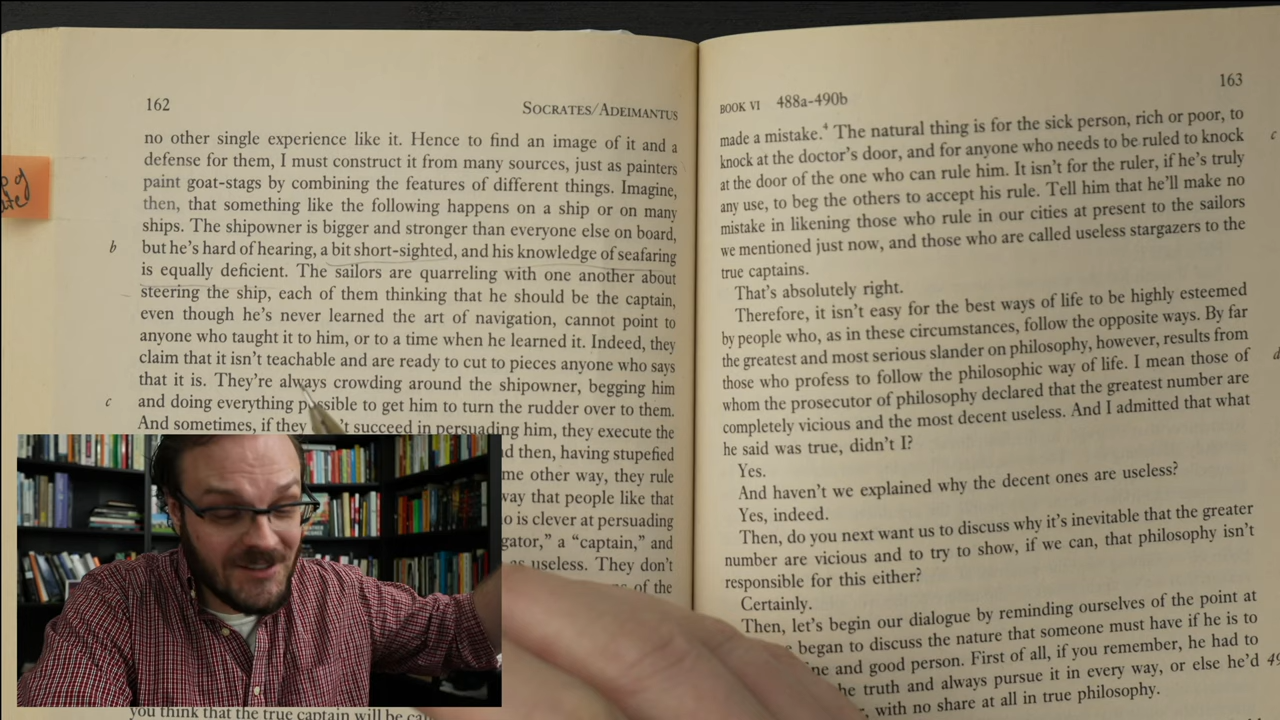 162
SOCRATES/ADEIMANTUS
no other single experience like it. Hence to find an image of it and a
defense for them, I must construct it from many sources, just as painters
paint goat-stags by combining the features of different things. Imagine,
then, that something like the following happens on a ship or on many
ships. The shipowner is bigger and stronger than everyone else on board,
b but he's hard of hearing, a bit short-sighted, and his knowledge of seafaring
is equally deficient. The sailors are quarreling with one another about
steering the ship, each of them thinking that he should be the captain,
even though he's never learned the art of navigation, cannot point to
anyone who taught it to him, or to a time when he learned it. Indeed, they
claim that it isn't teachable and are ready to cut to pieces anyone who says
that it is. They're always crowding around the shipowner, begging him
c and doing everything possible to get him to turn the rudder over to them.
And sometimes, if they succeed in persuading him, they execute the
d then, having stupefied
me other way, they rule
way that people like that
o is clever at persuading
gator," a "captain," and
as useless. They don't
of the
you think that the true captain will be
BOOK VI 488a-490b
163
made a mistake.⁴ The natural thing is for the sick person, rich or poor, to
knock at the doctor's door, and for anyone who needs to be ruled to knock c
at the door of the one who can rule him. It isn't for the ruler, if he's truly
any use, to beg the others to accept his rule. Tell him that he'll make no
mistake in likening those who rule in our cities at present to the sailors
we mentioned just now, and those who are called useless stargazers to the
true captains.
That's absolutely right.
Therefore, it isn't easy for the best ways of life to be highly esteemed
by people who, as in these circumstances, follow the opposite ways. By far
the greatest and most serious slander on philosophy, however, results from
those who profess to follow the philosophic way of life. I mean those of d
whom the prosecutor of philosophy declared that the greatest number are
completely vicious and the most decent useless. And I admitted that what
he said was true, didn't I?
Yes.
And haven't we explained why the decent ones are useless?
Yes, indeed.
Then, do you next want us to discuss why it's inevitable that the greater
number are vicious and to try to show, if we can, that philosophy isn't
responsible for this either?
Certainly.
Then, let's begin our dialogue by reminding ourselves of the point at
began to discuss the nature that someone must have if he is to
ne and good person. First of all, if you remember, he had to
he truth and always pursue it in every way, or else he'd 49
, with no share at all in true philosophy.